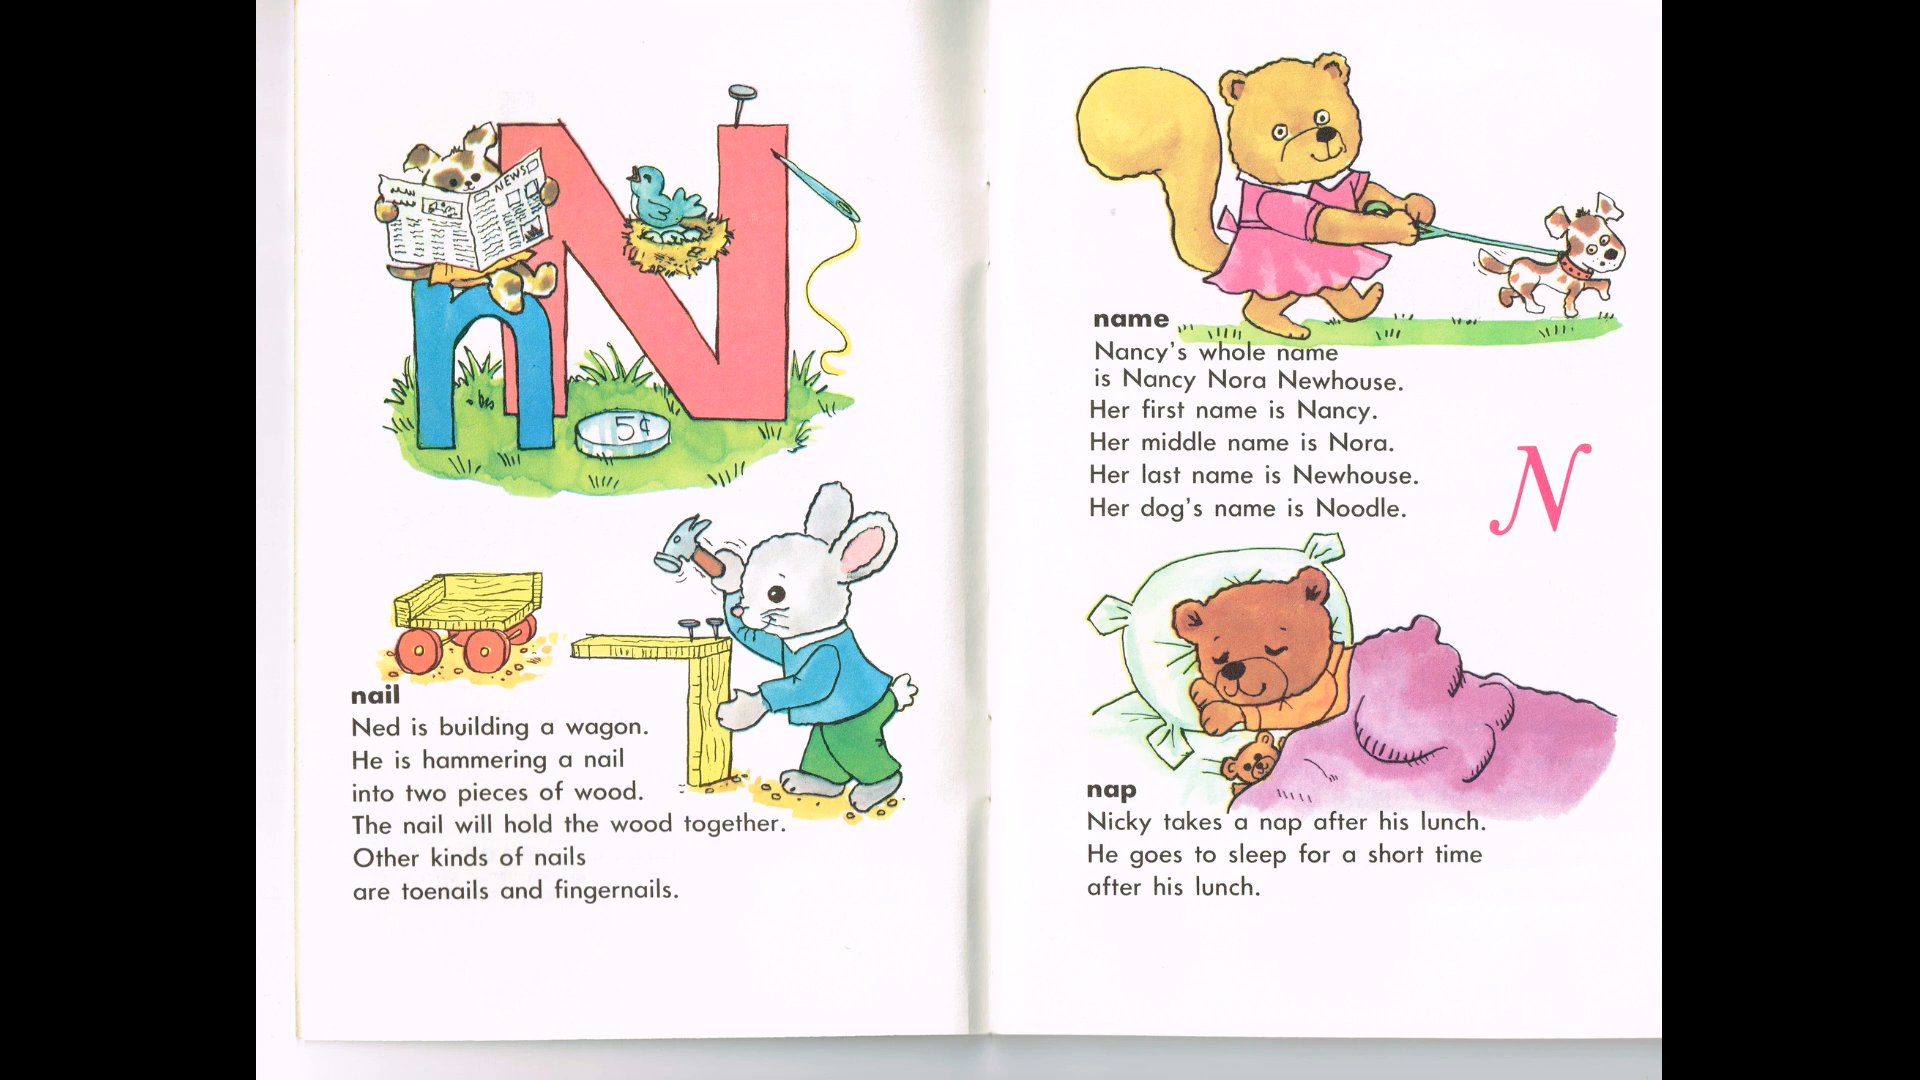 N
NEWS
n
5¢
nail
Ned is building a wagon.
He is hammering a nail
into two pieces of wood.
The nail will hold the wood together.
Other kinds of nails
are toenails and fingernails.
name
Nancy's whole name
is Nancy Nora Newhouse.
Her first name is Nancy.
Her middle name is Nora.
Her last name is Newhouse.
Her dog's name is Noodle.
N
nap
Nicky takes a nap after his lunch.
He goes to sleep for a short time
after his lunch.